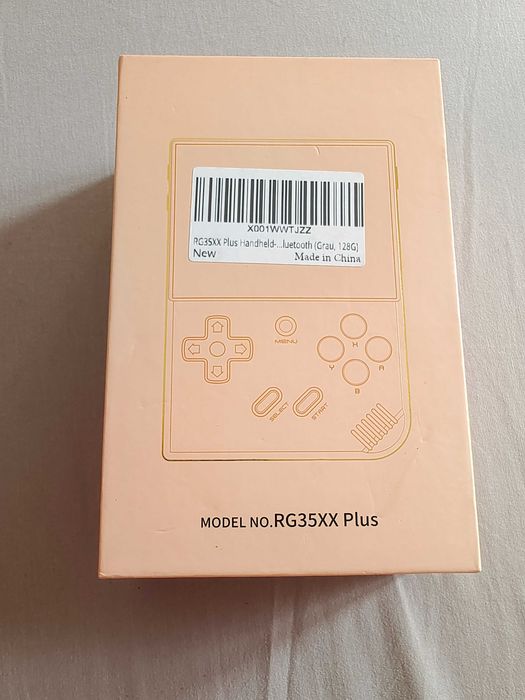 X001WWTJZZ
RG35XX Plus Handheld-...luetooth (Grau, 128G)
New Made in China
MENU
X
Y A
B
SELECT START
MODEL NO.RG35XX Plus